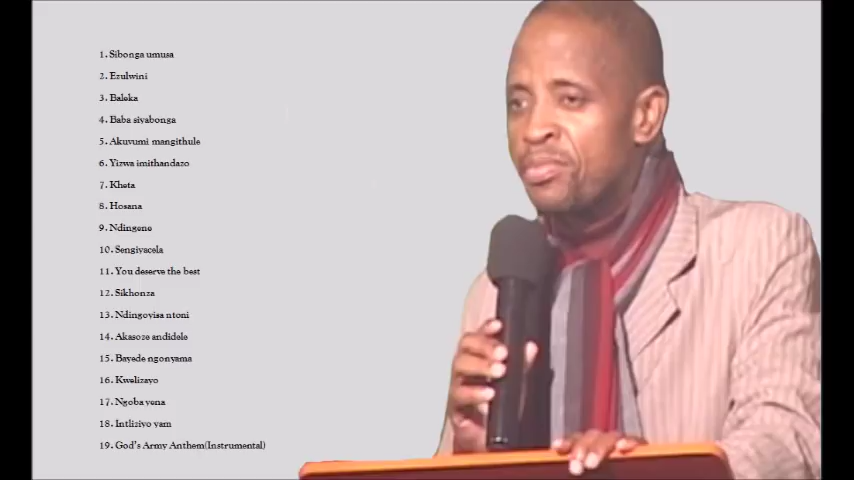 1. Sibonga umusa
2. Ezulwini
3. Baleka
4. Baba siyabonga
5. Akuvumi mangithule
6. Yizwa imithandazo
7. Kheta
8. Hosana
9. Ndingene
10. Sengiyacela
11. You deserve the best
12. Sikhonza
13. Ndingoyisa ntoni
14. Akasoze andidele
15. Bayede ngonyama
16. Kwelizayo
17. Ngoba yena
18. Intliziyo yam
19. God's Army Anthem(Instrumental)